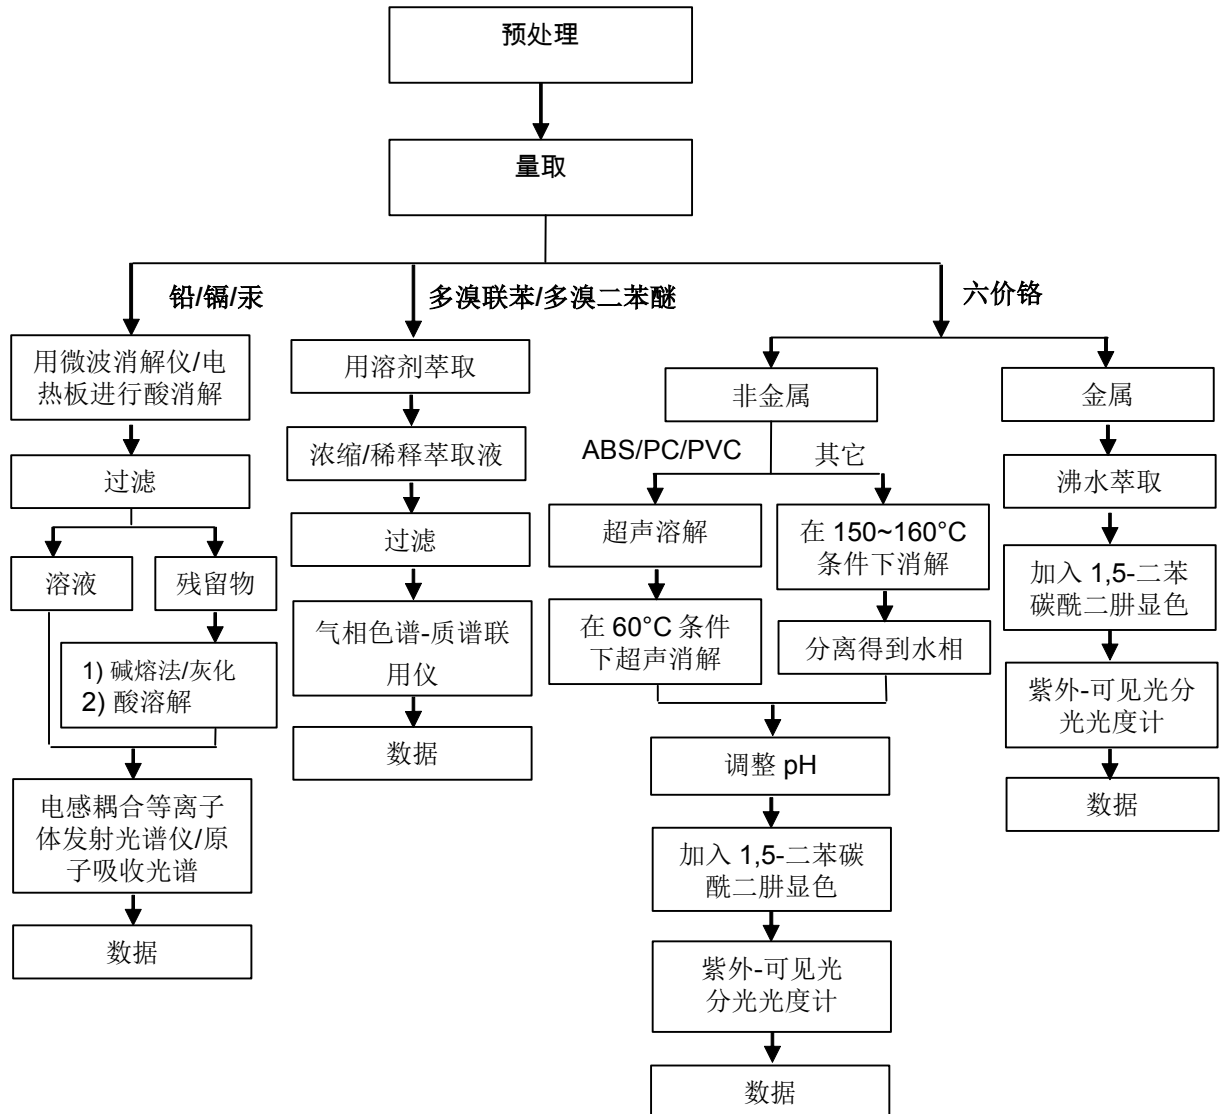 预处理
量取
铅/镉/汞
多溴联苯/多溴二苯醚
六价铬
用微波消解仪/电
热板进行酸消解
过滤
溶液
残留物
1) 碱熔法/灰化
2) 酸溶解
电感耦合等离子
体发射光谱仪/原
子吸收光谱
数据
用溶剂萃取
浓缩/稀释萃取液
过滤
气相色谱-质谱联
用仪
数据
非金属
ABS/PC/PVC
其它
超声溶解
在 60°C 条件
下超声消解
在 150~160°C
条件下消解
分离得到水相
调整 pH
加入 1,5-二苯碳
酰二肼显色
紫外-可见光
分光光度计
数据
金属
沸水萃取
加入 1,5-二苯
碳酰二肼显色
紫外-可见光分
光光度计
数据